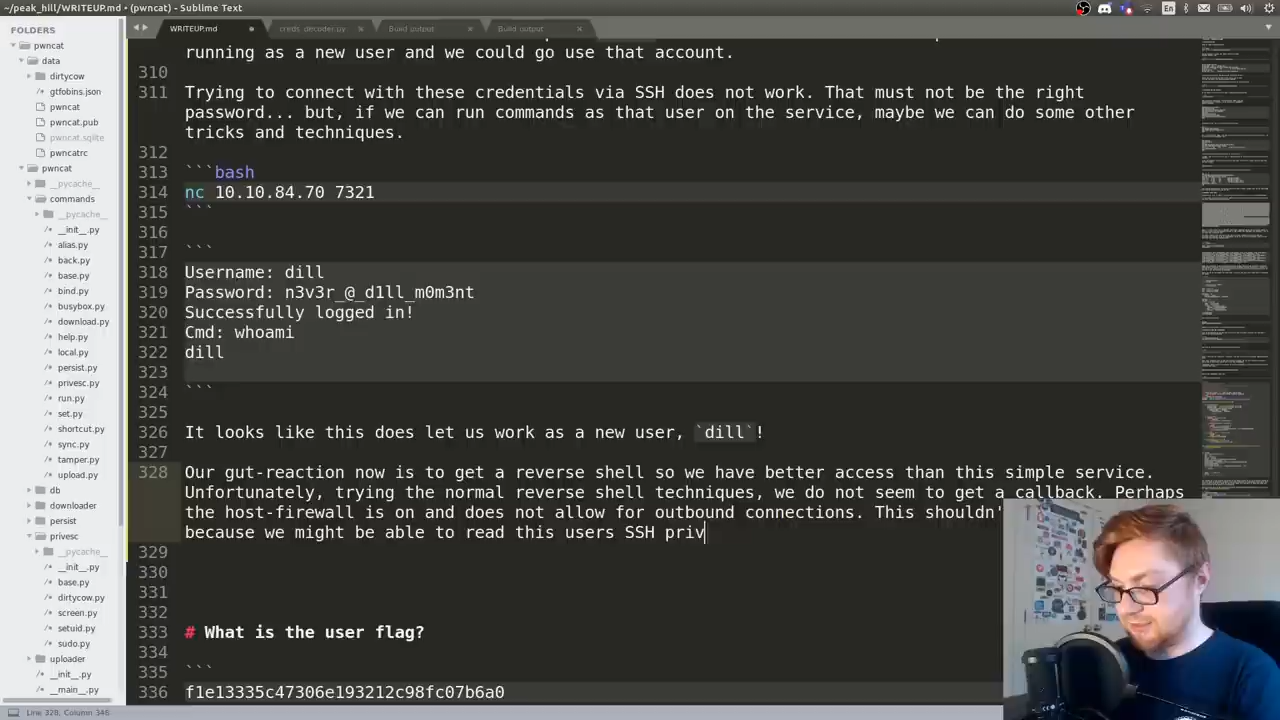 ~/peak_hill/WRITEUP.md • (pwncat) - Sublime Text
En
FOLDERS
pwncat
data
dirtycow
gtfobins.json
pwncat
pwncat.pub
pwncat.sqlite
pwncatrc
pwncat
__pycache__
commands
__pycache__
__init__.py
alias.py
back.py
base.py
bind.py
busybox.py
download.py
help.py
local.py
persist.py
privesc.py
run.py
set.py
shortcut.py
sync.py
tamper.py
upload.py
db
downloader
persist
privesc
__init__.py
base.py
dirtycow.py
screen.py
setuid.py
sudo.py
uploader
__init__.py
__main__.py
WRITEUP.md
creds_decoder.py
Build output
Build output
running as a new user and we could go use that account.
310
311 Trying to connect with these credentials via SSH does not work. That must not be the right
password... but, if we can run commands as that user on the service, maybe we can do some other
tricks and techniques.
312
313 ```bash
314 nc 10.10.84.70 7321
315 ```
316
317 ```
318 Username: dill
319 Password: n3v3r_@_d1ll_m0m3nt
320 Successfully logged in!
321 Cmd: whoami
322 dill
323
324 ```
325
326 It looks like this does let us work as a new user, `dill`!
327
328 Our gut-reaction now is to get a reverse shell so we have better access than this simple service.
Unfortunately, trying the normal reverse shell techniques, we do not seem to get a callback. Perhaps
the host-firewall is on and does not allow for outbound connections. This shouldn'
because we might be able to read this users SSH priv
329
330
331
332
333 # What is the user flag?
334
335 ```
336 f1e13335c47306e193212c98fc07b6a0
Line 328, Column 346